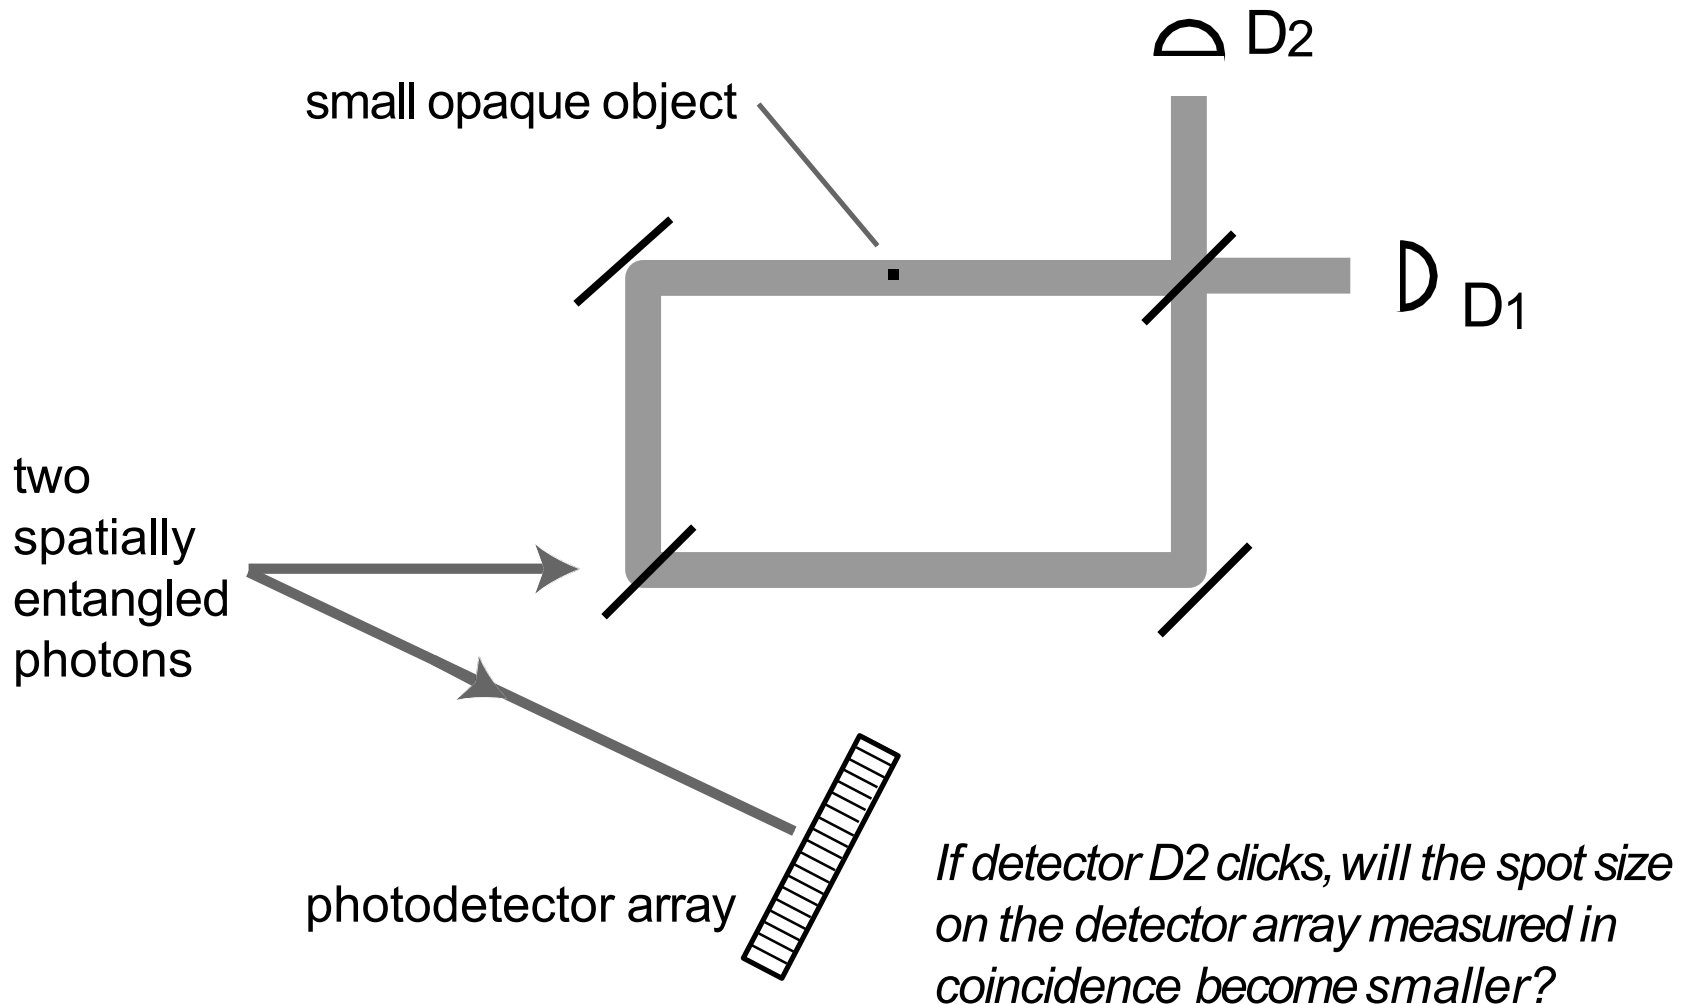 D2
small opaque object
D1
two
spatially
entangled
photons
photodetector array
If detector D2 clicks, will the spot size
on the detector array measured in
coincidence become smaller?